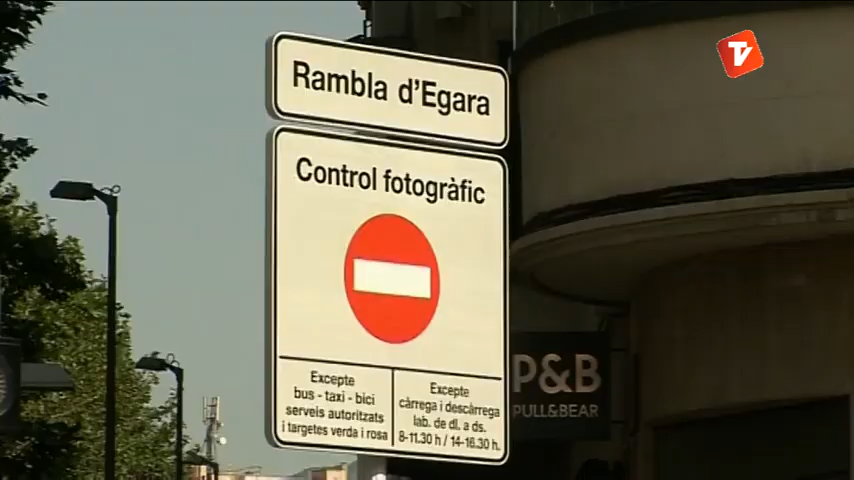 TV
Rambla d'Egara
Control fotogràfic
Excepte
bus - taxi - bici
serveis autoritzats
i targetes verda i rosa
Excepte
càrrega i descàrrega
lab. de dl. a ds.
8-11.30 h / 14-16.30 h.
P&B
PULL&BEAR